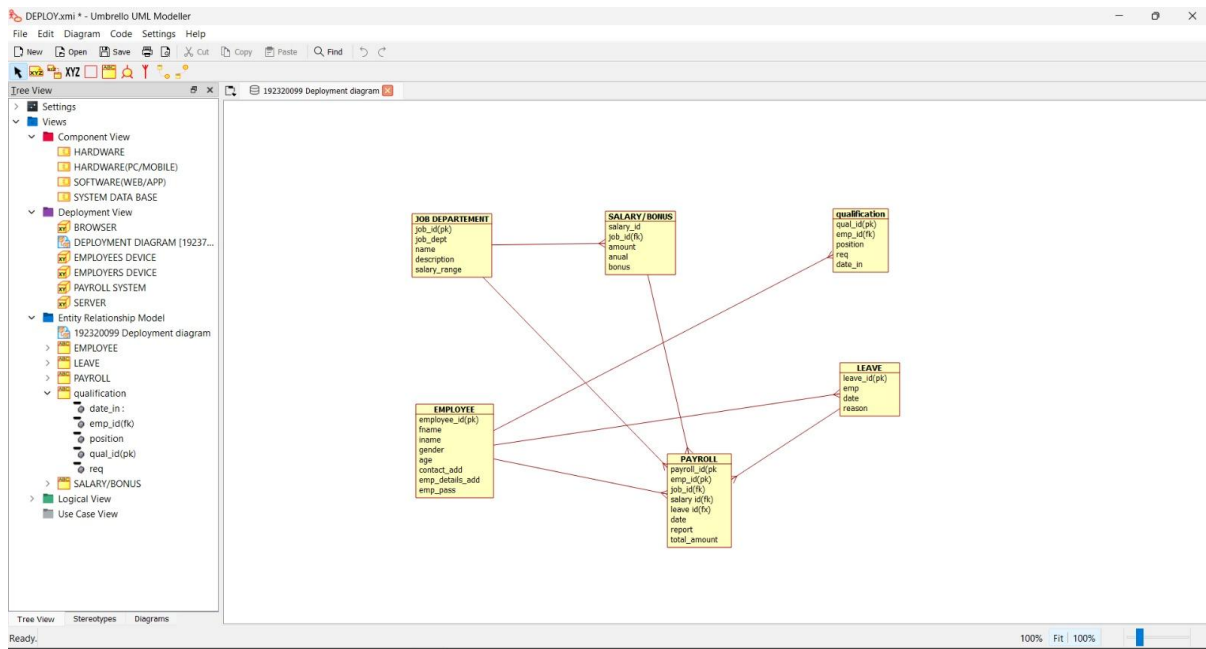 DEPLOY.xmi * - Umbrello UML Modeller
File Edit Diagram Code Settings Help
New Open Save Cut Copy Paste Find
XYZ XYZ ABC
Tree View
192320099 Deployment diagram
Settings
Views
Component View
HARDWARE
HARDWARE(PC/MOBILE)
SOFTWARE(WEB/APP)
SYSTEM DATA BASE
Deployment View
BROWSER
DEPLOYMENT DIAGRAM [19237...
EMPLOYEES DEVICE
EMPLOYERS DEVICE
PAYROLL SYSTEM
SERVER
Entity Relationship Model
192320099 Deployment diagram
EMPLOYEE
LEAVE
PAYROLL
qualification
date_in :
emp_id(fk)
position
qual_id(pk)
req
SALARY/BONUS
Logical View
Use Case View
Tree View Stereotypes Diagrams
JOB DEPARTEMENT
job_id(pk)
job_dept
name
description
salary_range
SALARY/BONUS
salary_id
job_id(fk)
amount
anual
bonus
qualification
qual_id(pk)
emp_id(fk)
position
req
date_in
LEAVE
leave_id(pk)
emp
date
reason
EMPLOYEE
employee_id(pk)
fname
iname
gender
age
contact_add
emp_details_add
emp_pass
PAYROLL
payroll_id(pk
emp_id(pk)
job_id(fk)
salary id(fk)
leave id(fx)
date
report
total_amount
Ready.
100% Fit 100%